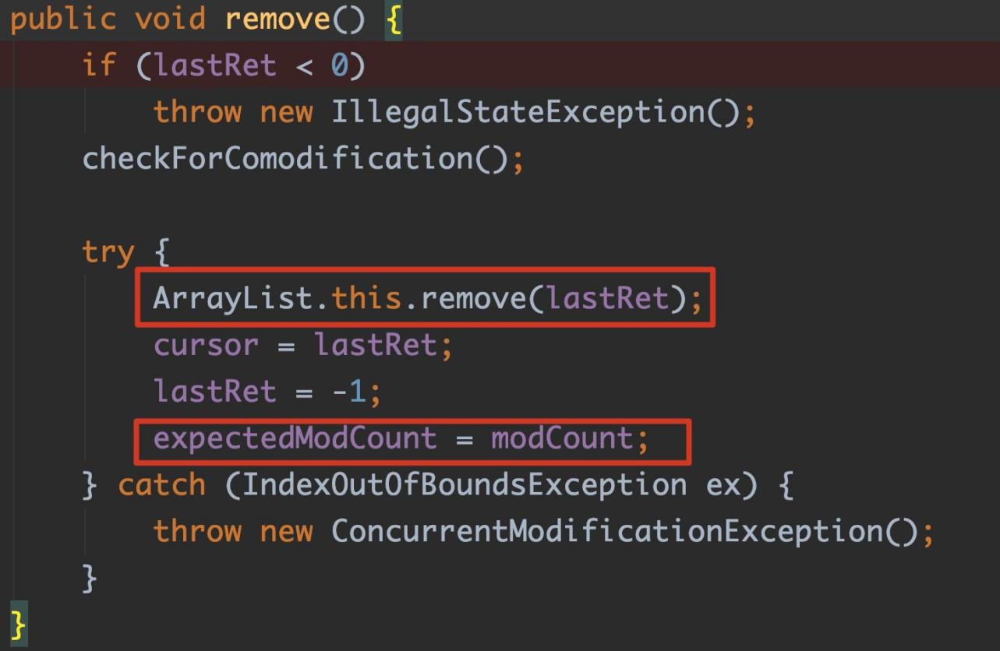 public void remove() {
if (lastRet < 0)
throw new IllegalStateException();
checkForComodification();
try {
ArrayList.this.remove(lastRet);
cursor = lastRet;
lastRet = -1;
expectedModCount = modCount;
} catch (IndexOutOfBoundsException ex) {
throw new ConcurrentModificationException();
}
}